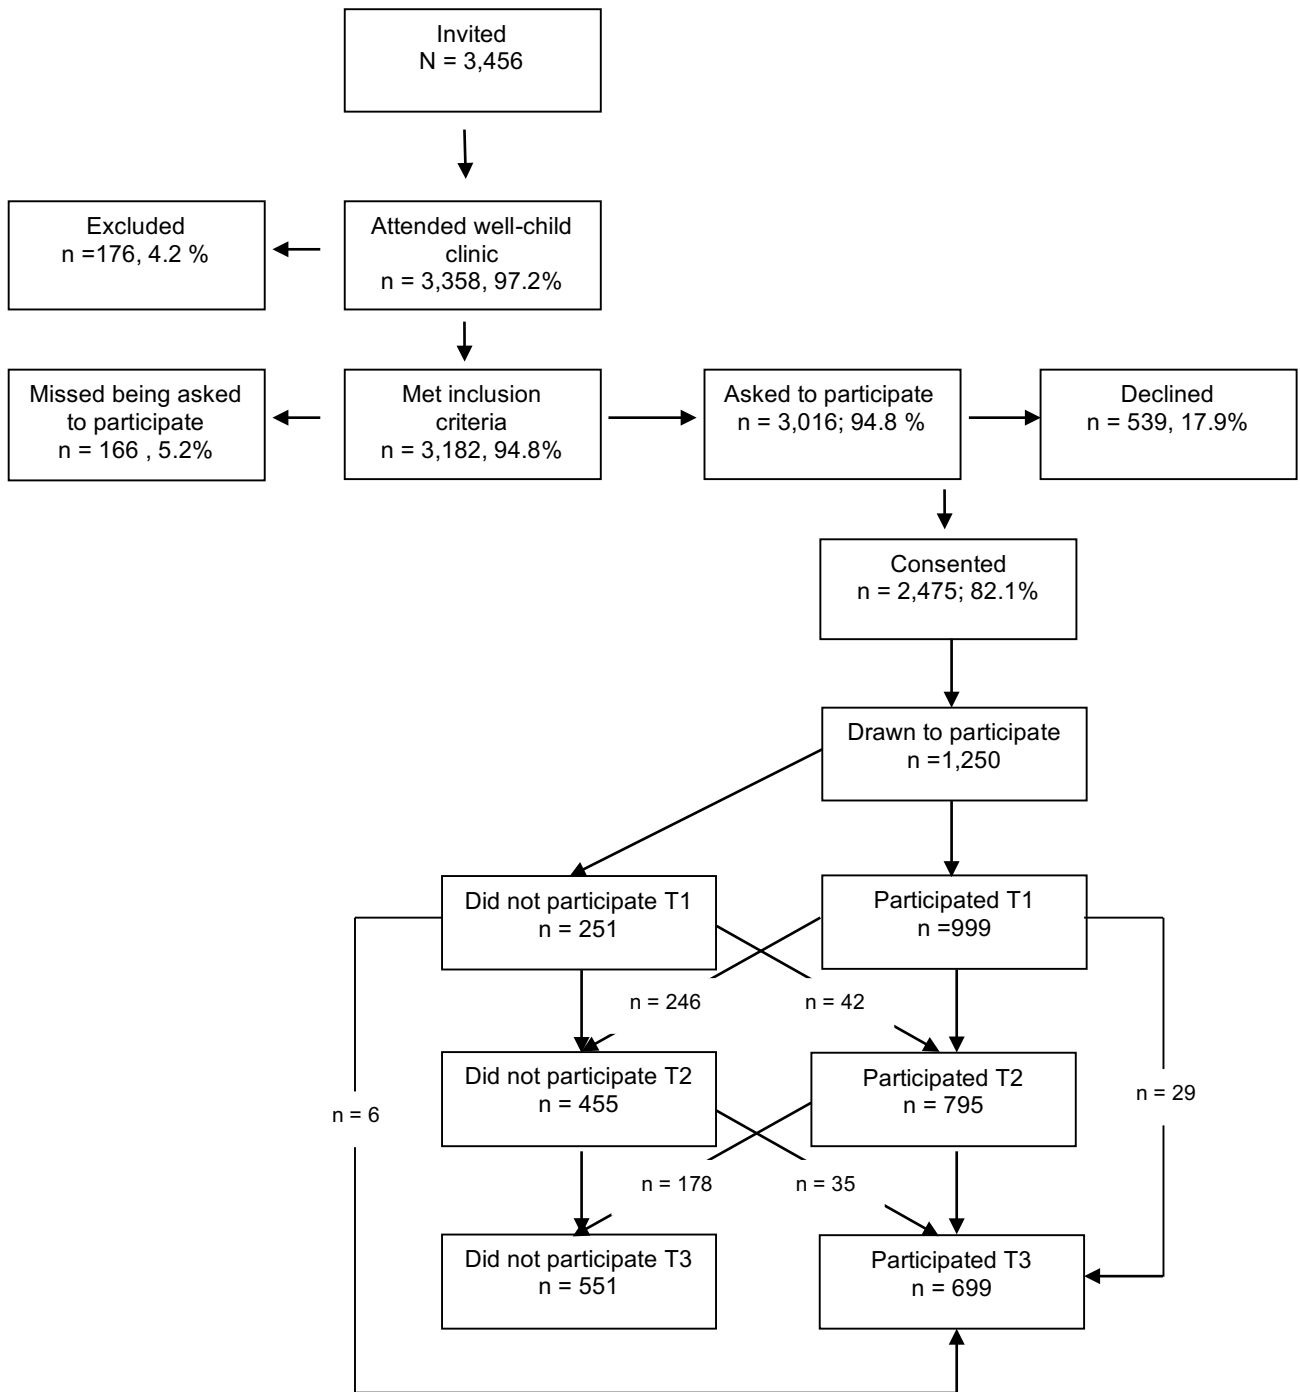 Invited
N = 3,456
Excluded
n =176, 4.2 %
Attended well-child
clinic
n = 3,358, 97.2%
Missed being asked
to participate
n = 166 , 5.2%
Met inclusion
criteria
n = 3,182, 94.8%
Asked to participate
n = 3,016; 94.8 %
Declined
n = 539, 17.9%
Consented
n = 2,475; 82.1%
Drawn to participate
n =1,250
Did not participate T1
n = 251
Participated T1
n =999
n = 246
n = 42
Did not participate T2
n = 455
Participated T2
n = 795
n = 6
n = 29
n = 178
n = 35
Did not participate T3
n = 551
Participated T3
n = 699